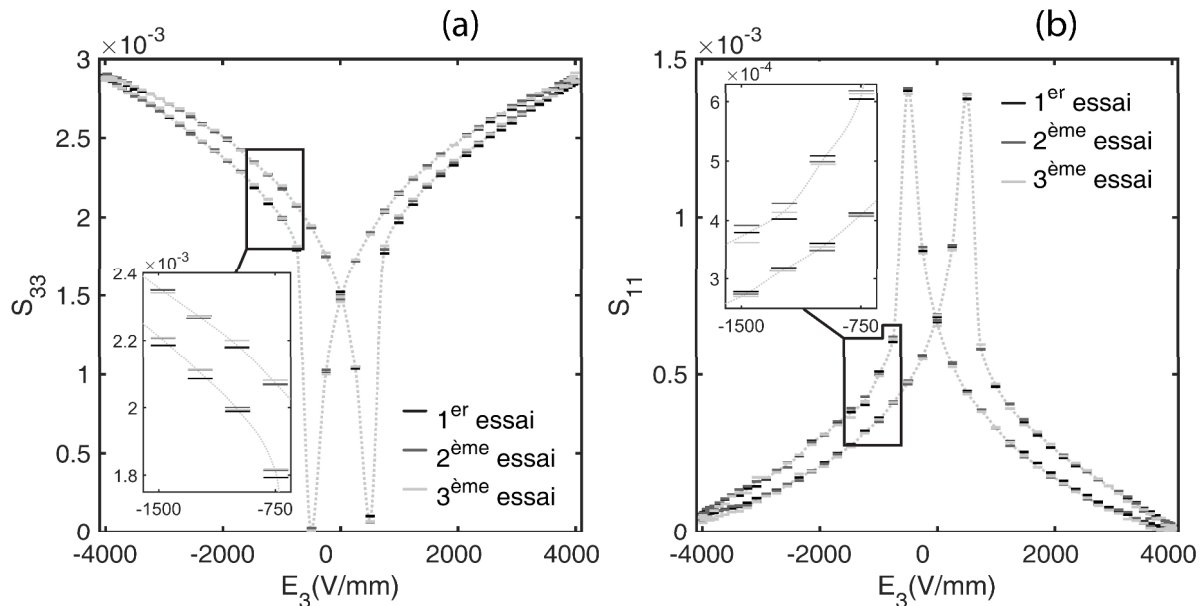 (a)
×10⁻³
3
2.5
2
1.5
1
0.5
0
S₃₃
-4000 -2000 0 2000 4000
E₃(V/mm)
×10⁻³
2.4
2.2
2
1.8
-1500 -750
1ᵉʳ essai
2ᵉ̀ᵐᵉ essai
3ᵉ̀ᵐᵉ essai
(b)
×10⁻³
1.5
1
0.5
0
S₁₁
-4000 -2000 0 2000 4000
E₃(V/mm)
×10⁻⁴
6
5
4
3
-1500 -750
1ᵉʳ essai
2ᵉ̀ᵐᵉ essai
3ᵉ̀ᵐᵉ essai